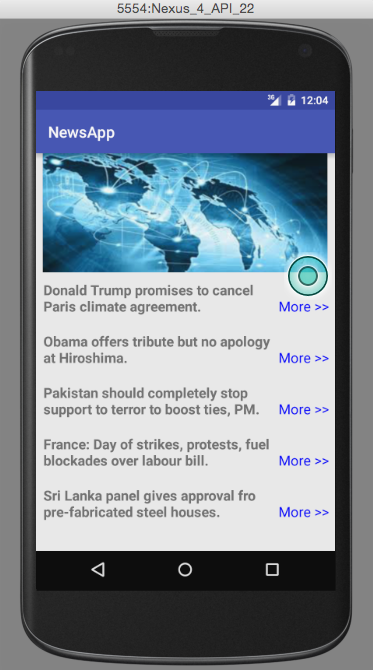 5554:Nexus_4_API_22
3G 12:04
NewsApp
Donald Trump promises to cancel
Paris climate agreement. More >>
Obama offers tribute but no apology
at Hiroshima. More >>
Pakistan should completely stop
support to terror to boost ties, PM. More >>
France: Day of strikes, protests, fuel
blockades over labour bill. More >>
Sri Lanka panel gives approval fro
pre-fabricated steel houses. More >>